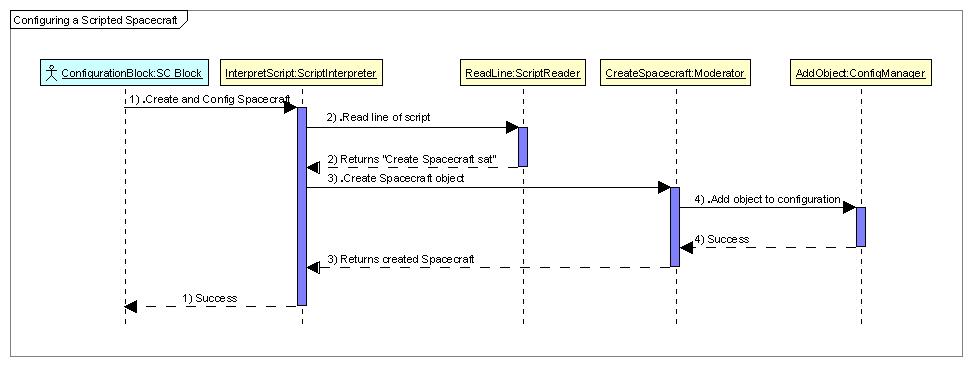 Configuring a Scripted Spacecraft
ConfigurationBlock:SC Block
InterpretScript:ScriptInterpreter
ReadLine:ScriptReader
CreateSpacecraft:Moderator
AddObject:ConfigManager
1) .Create and Config Spacecraft
2) .Read line of script
2) Returns "Create Spacecraft sat"
3) .Create Spacecraft object
4) .Add object to configuration
4) Success
3) Returns created Spacecraft
1) Success